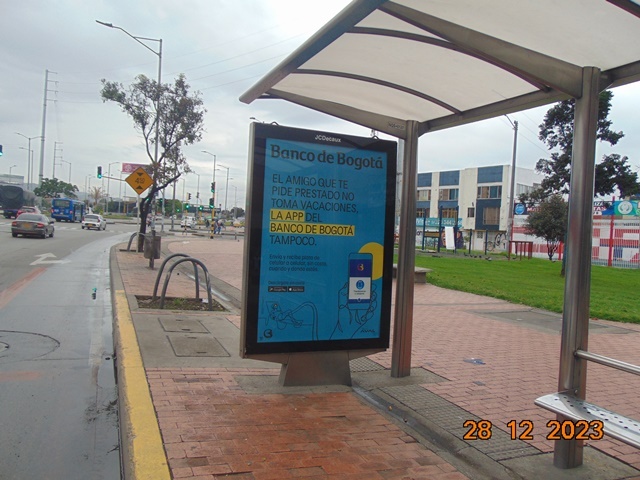 JCDecaux
Banco de Bogotá
EL AMIGO QUE TE
PIDE PRESTADO NO
TOMA VACACIONES,
LA APP DEL
BANCO DE BOGOTÁ
TAMPOCO.
28 12 2023